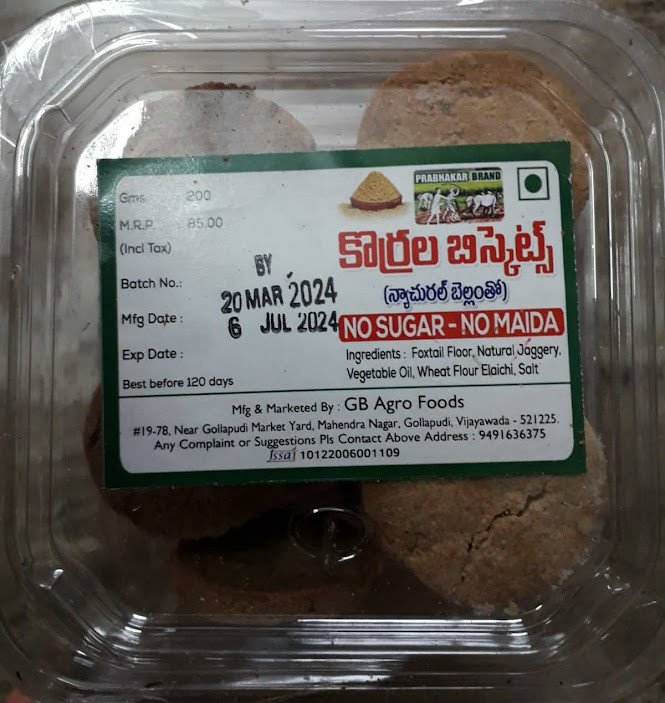 Gms : 200
M.R.P. : 85.00
(Incl Tax)
Batch No.: BY
Mfg Date : 20 MAR 2024
Exp Date : 6 JUL 2024
Best before 120 days
PRABHAKAR BRAND
కొర్రల బిస్కెట్స్
(న్యాచురల్ బెల్లంతో)
NO SUGAR - NO MAIDA
Ingredients : Foxtail Floor, Natural Jaggery,
Vegetable Oil, Wheat Flour Elaichi, Salt
Mfg & Marketed By : GB Agro Foods
#19-78, Near Gollapudi Market Yard, Mahendra Nagar, Gollapudi, Vijayawada - 521225.
Any Complaint or Suggestions Pls Contact Above Address : 9491636375
fssai 10122006001109